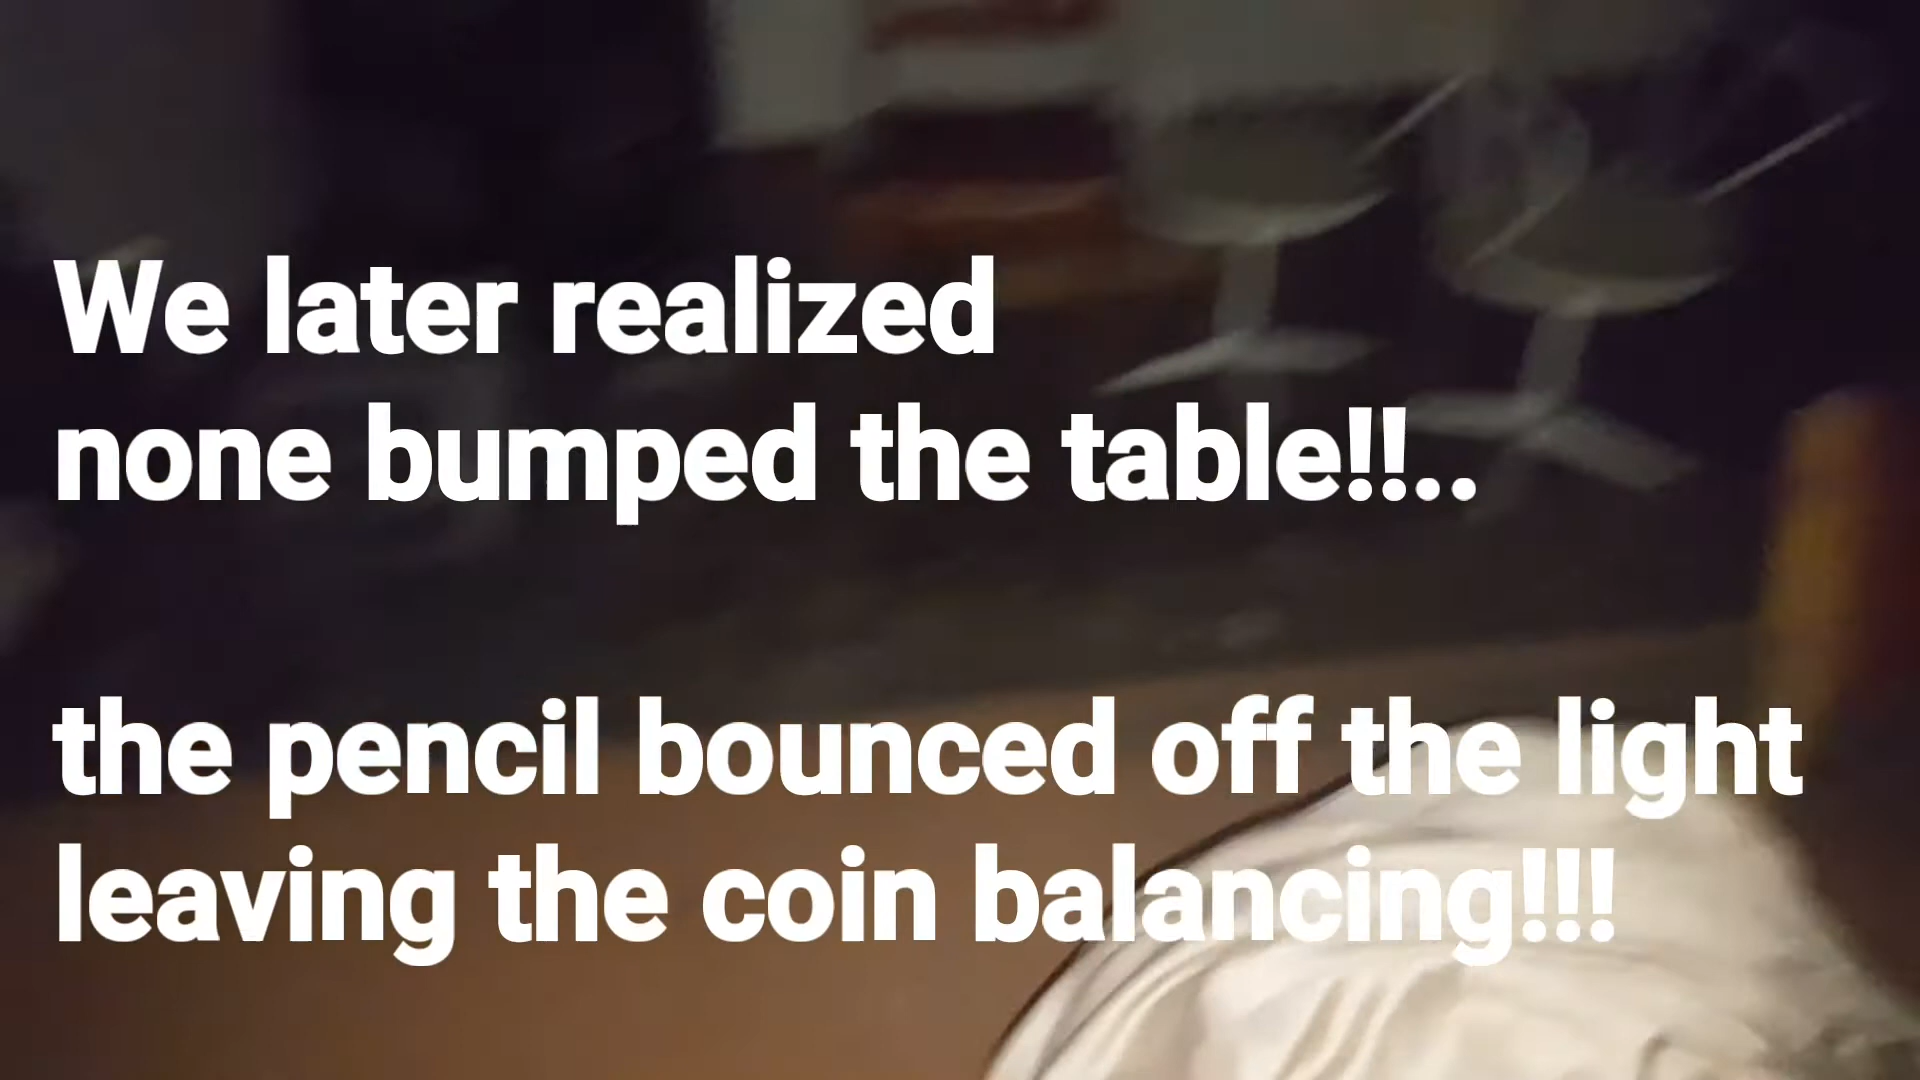 We later realized
none bumped the table!!..
the pencil bounced off the light
leaving the coin balancing!!!